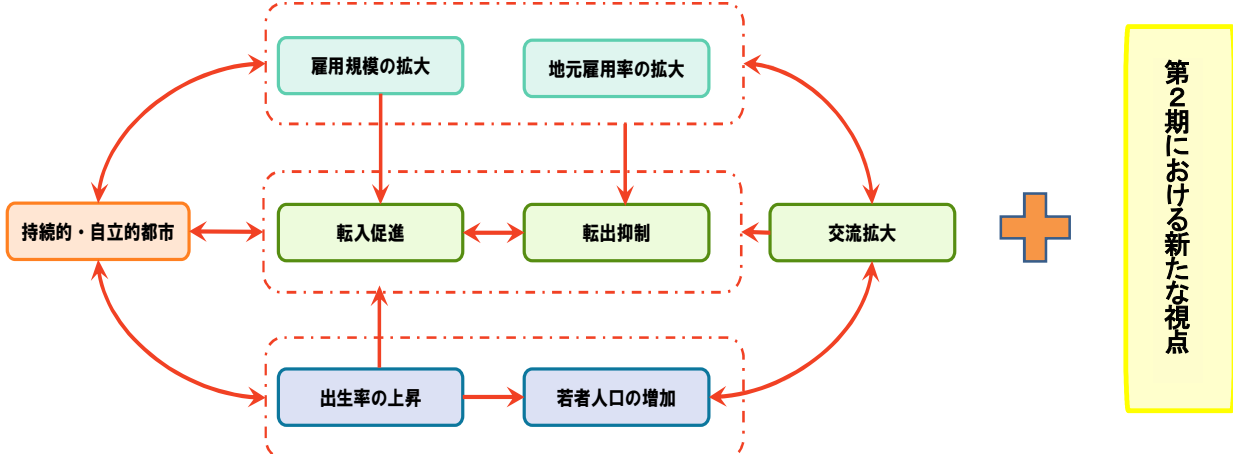 雇用規模の拡大
地元雇用率の拡大
持続的・自立的都市
転入促進
転出抑制
交流拡大
出生率の上昇
若者人口の増加
第2期における新たな視点